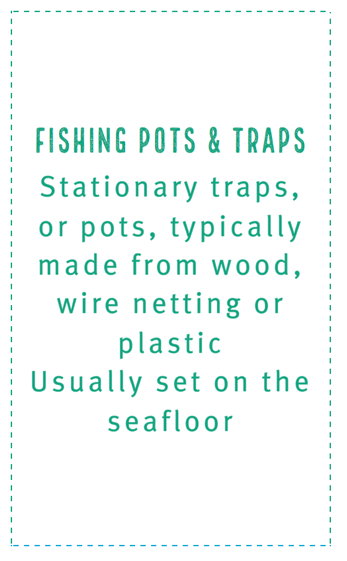 FISHING POTS & TRAPS
Stationary traps,
or pots, typically
made from wood,
wire netting or
plastic
Usually set on the
seafloor